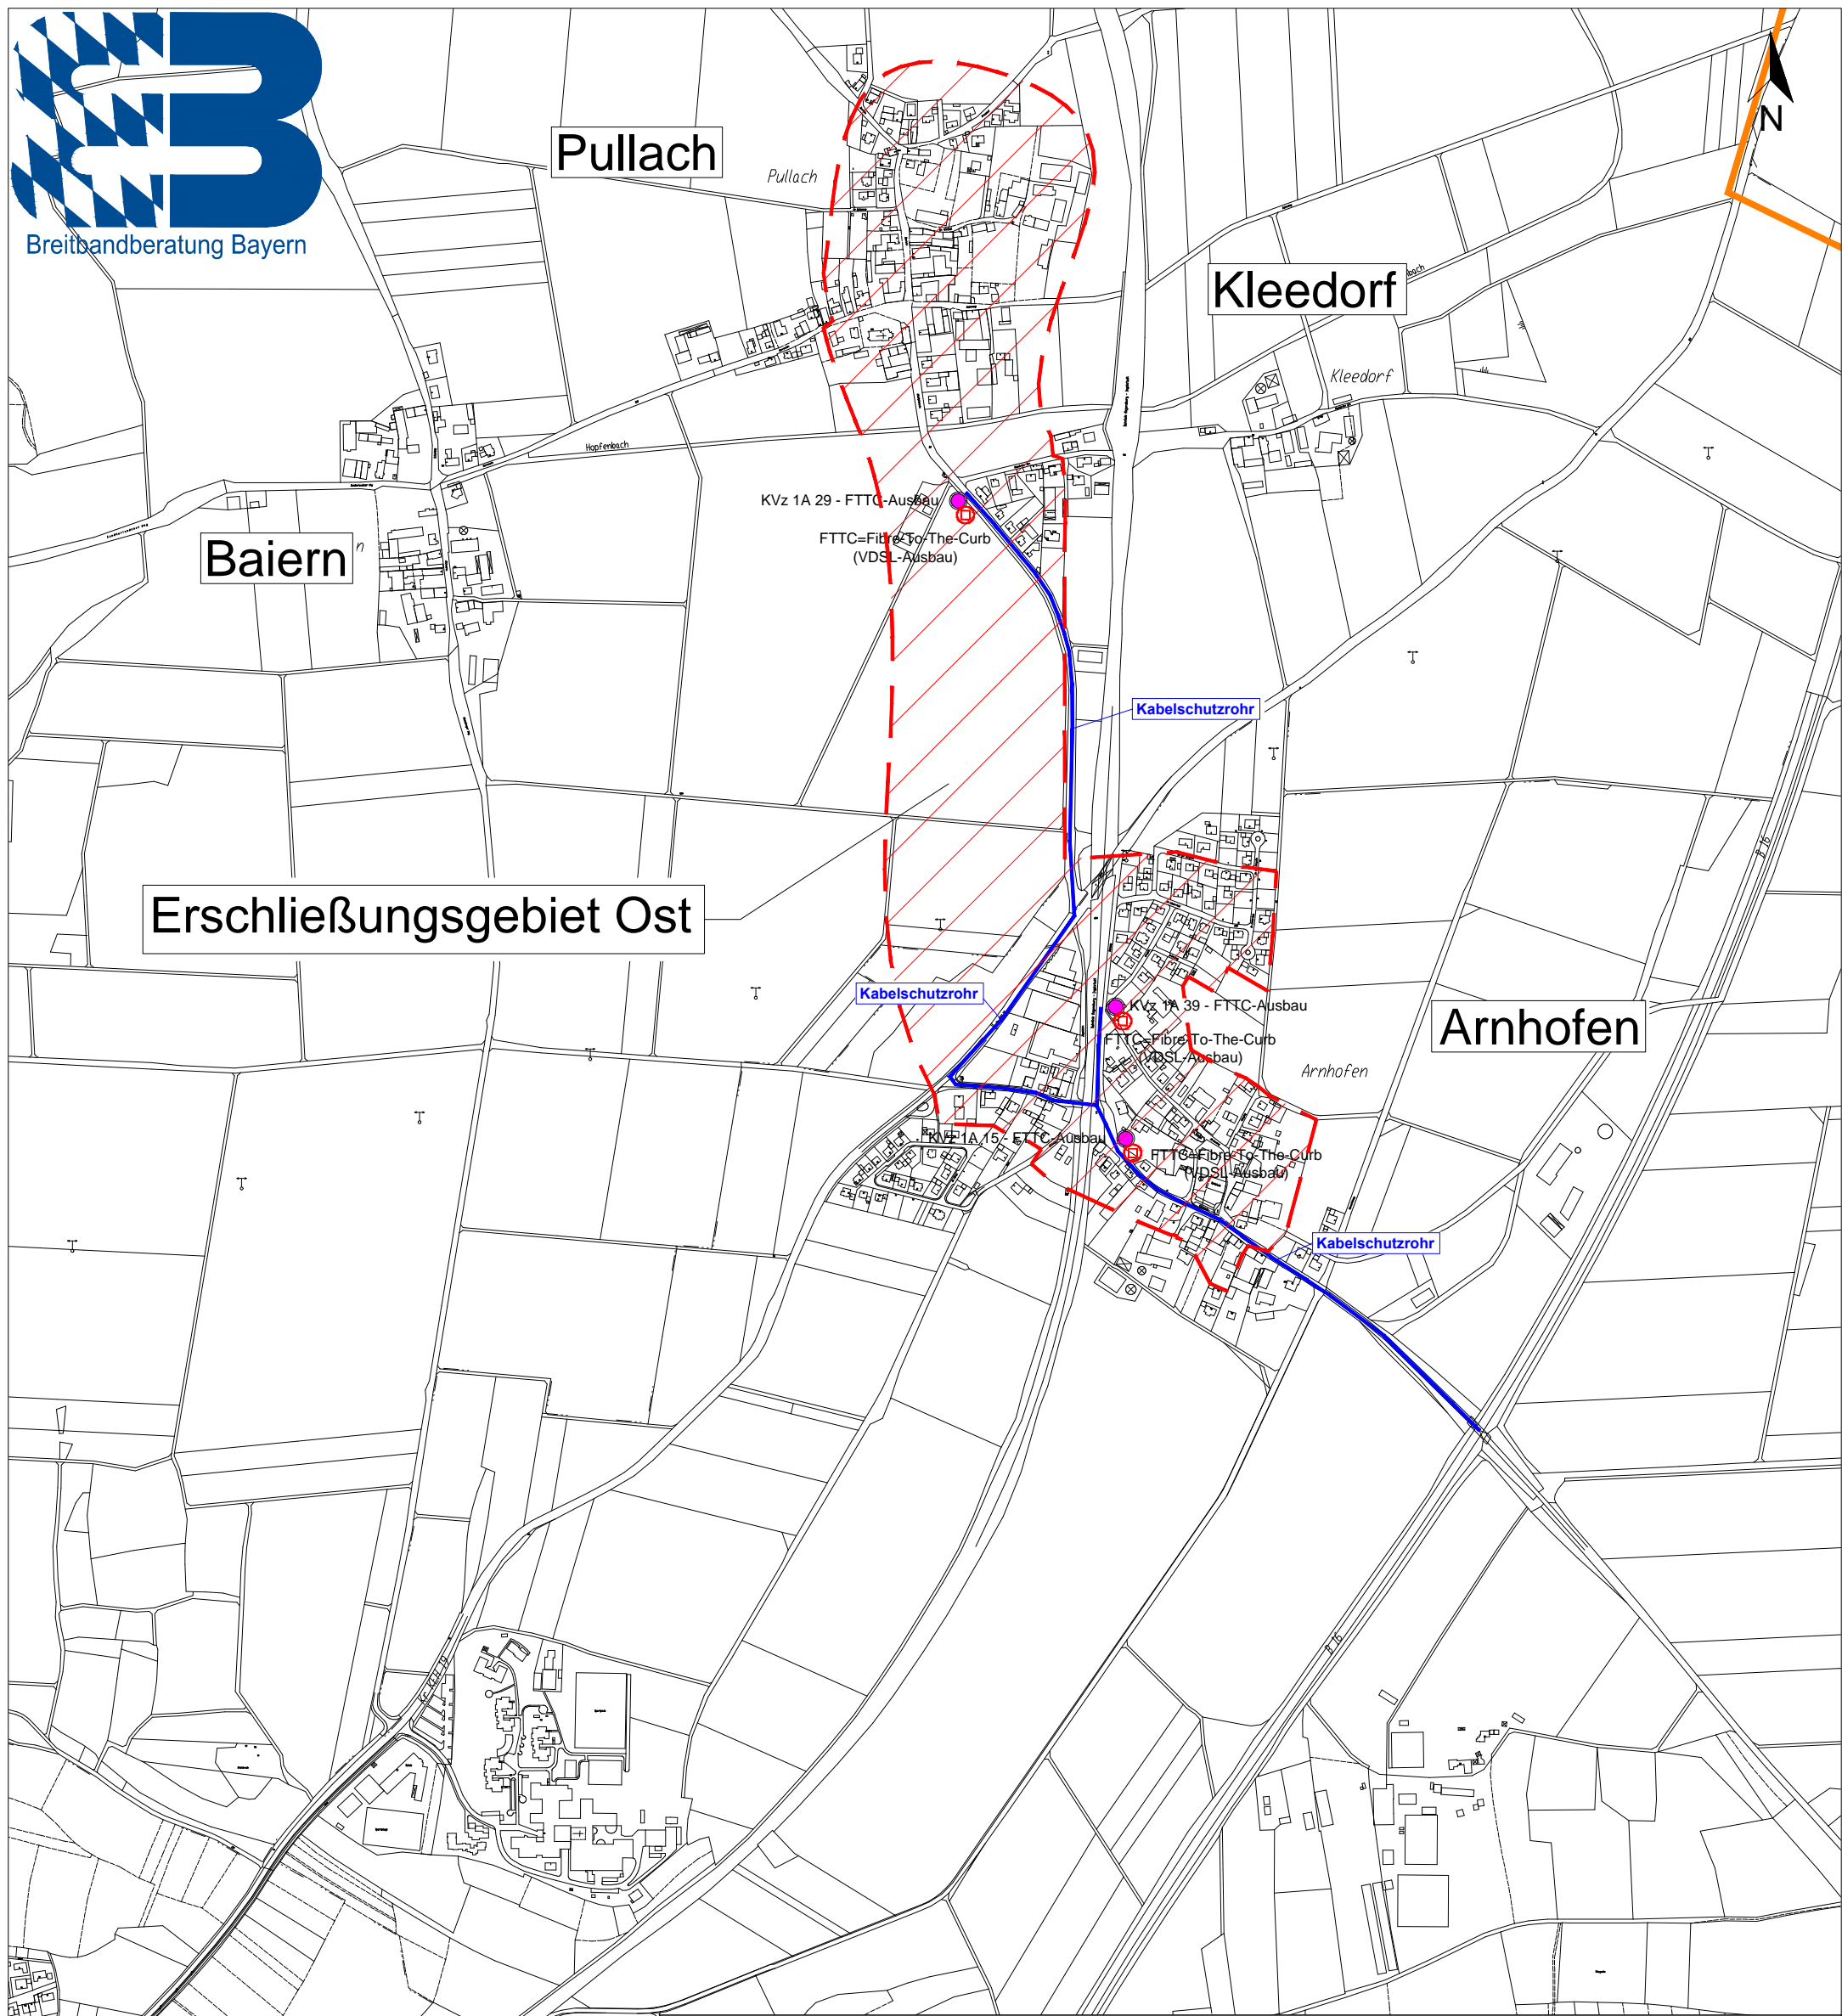 Breitbandberatung Bayern
Pullach
Pullach
N
Kleedorf
Kleedorf
Hopfenbach
KVz 1A 29 - FTTC-Ausbau
FTTC=Fibre-To-The-Curb
(VDSL-Ausbau)
Baiern
Kabelschutzrohr
B 16
Erschließungsgebiet Ost
Kabelschutzrohr
KVz 1A 39 - FTTC-Ausbau
FTTC=Fibre-To-The-Curb
(VDSL-Ausbau)
Arnhofen
Arnhofen
KVz 1A 15 - FTTC-Ausbau
FTTC=Fibre-To-The-Curb
(VDSL-Ausbau)
Kabelschutzrohr
B 16